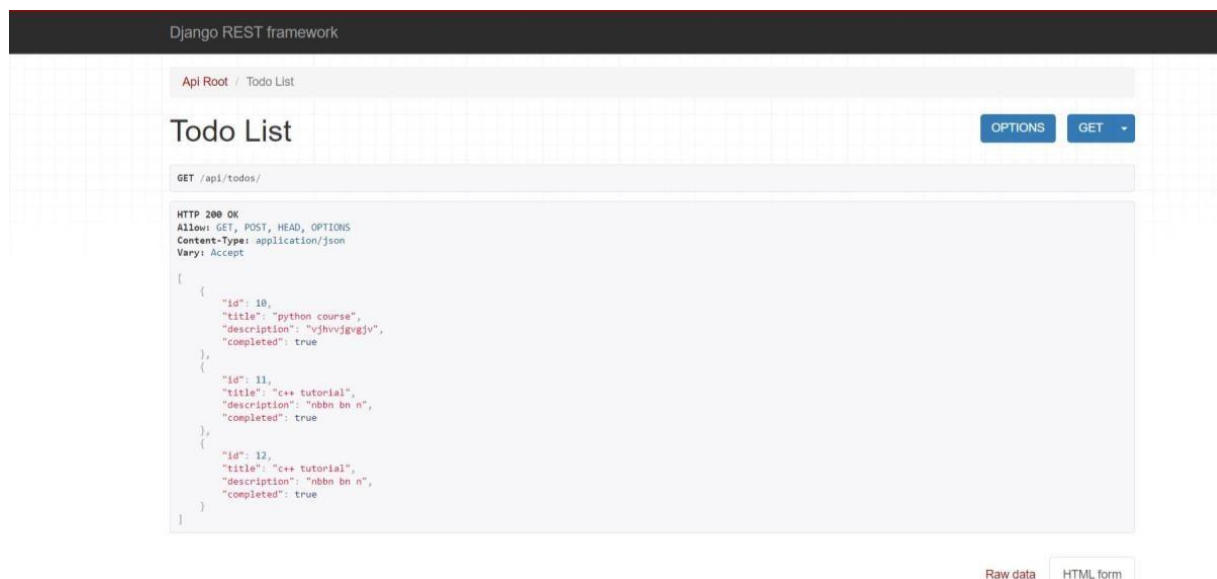 Django REST framework
Api Root / Todo List
Todo List
OPTIONS GET
GET /api/todos/
HTTP 200 OK
Allow: GET, POST, HEAD, OPTIONS
Content-Type: application/json
Vary: Accept
[
{
"id": 10,
"title": "python course",
"description": "vjhvvjgvgjv",
"completed": true
},
{
"id": 11,
"title": "c++ tutorial",
"description": "nbbn bn n",
"completed": true
},
{
"id": 12,
"title": "c++ tutorial",
"description": "nbbn bn n",
"completed": true
}
]
Raw data HTML form